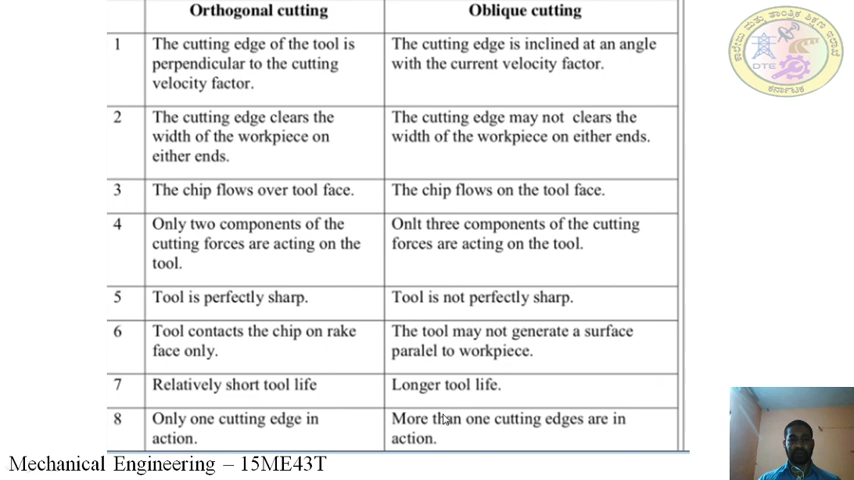 Orthogonal cutting
Oblique cutting
1
The cutting edge of the tool is
perpendicular to the cutting
velocity factor.
The cutting edge is inclined at an angle
with the current velocity factor.
2
The cutting edge clears the
width of the workpiece on
either ends.
The cutting edge may not clears the
width of the workpiece on either ends.
3
The chip flows over tool face.
The chip flows on the tool face.
4
Only two components of the
cutting forces are acting on the
tool.
Onlt three components of the cutting
forces are acting on the tool.
5
Tool is perfectly sharp.
Tool is not perfectly sharp.
6
Tool contacts the chip on rake
face only.
The tool may not generate a surface
paralel to workpiece.
7
Relatively short tool life
Longer tool life.
8
Only one cutting edge in
action.
More than one cutting edges are in
action.
ಕಾಲೇಜು ಮತ್ತು ತಾಂತ್ರಿಕ ಶಿಕ್ಷಣ ಇಲಾಖೆ
DTE
ಕರ್ನಾಟಕ
Mechanical Engineering – 15ME43T